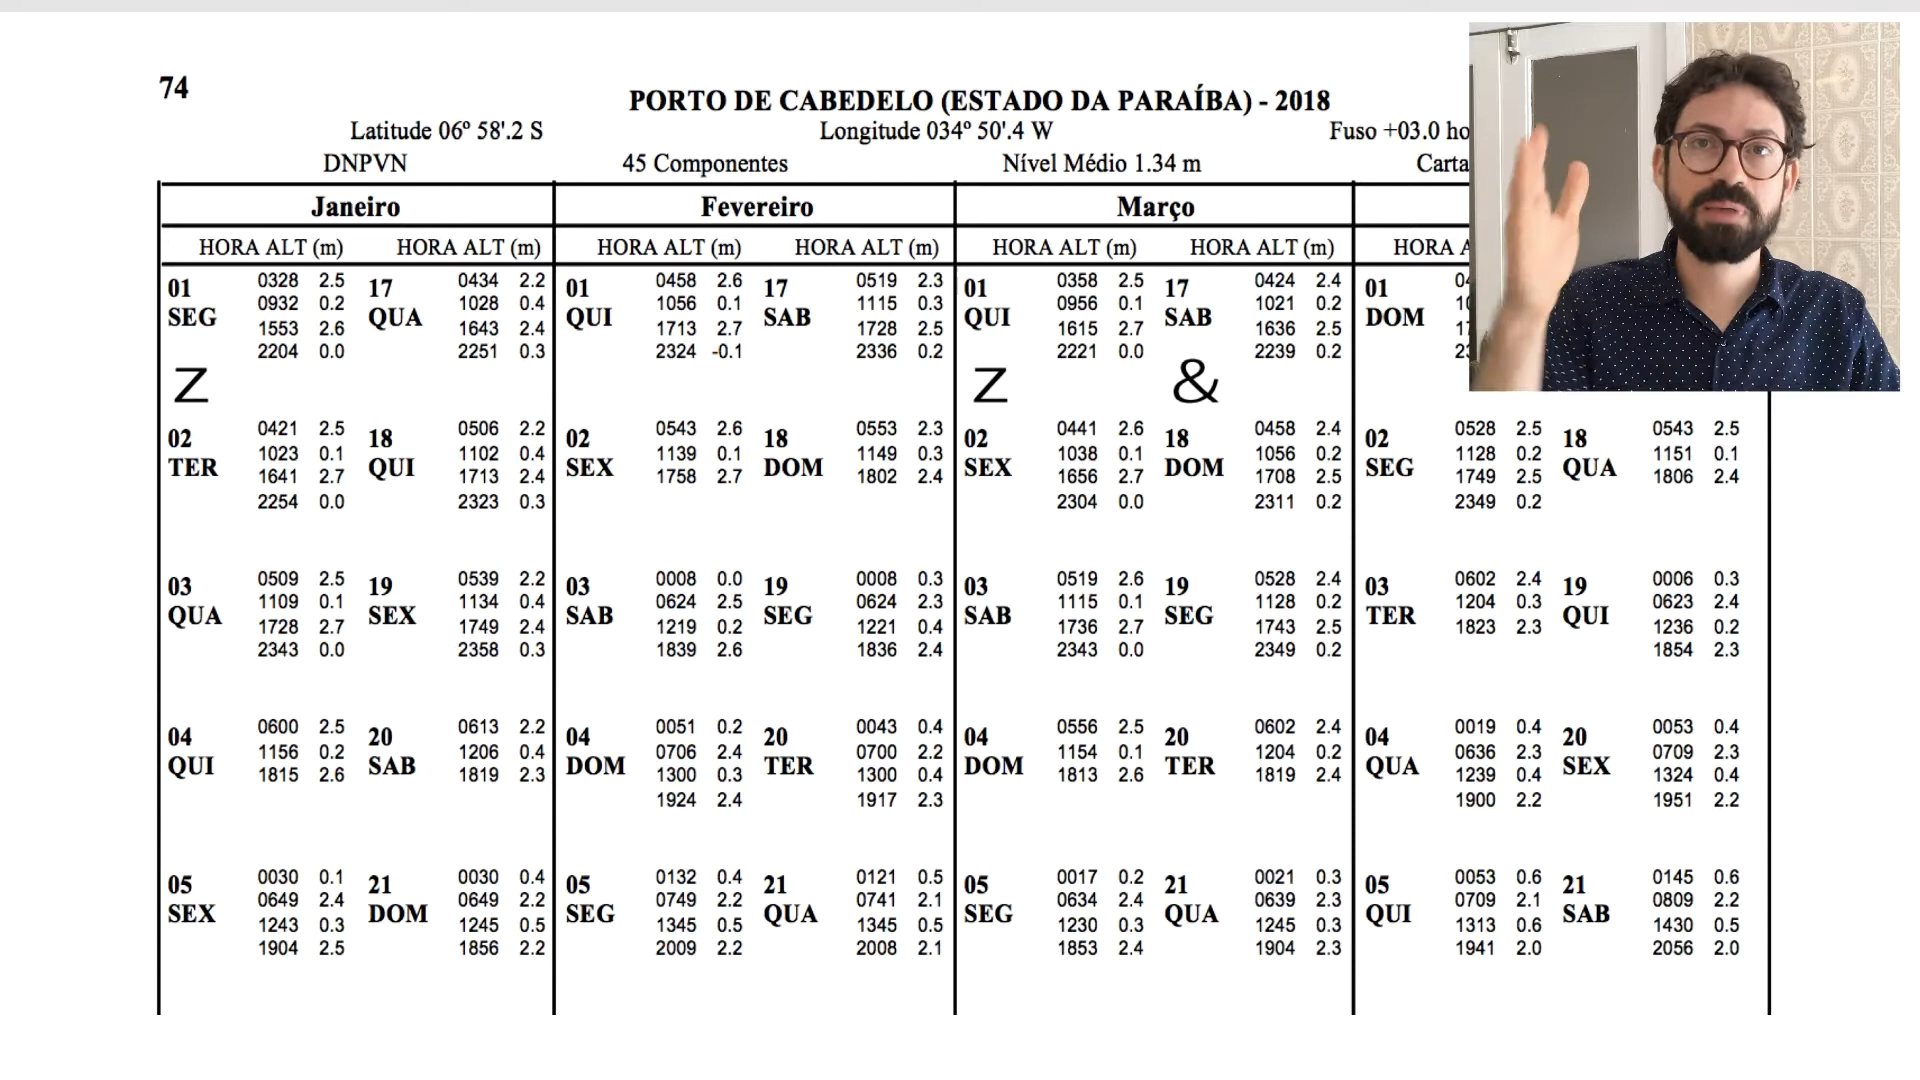 74
PORTO DE CABEDELO (ESTADO DA PARAÍBA) - 2018
Latitude 06º 58'.2 S Longitude 034º 50'.4 W Fuso +03.0
DNPVN 45 Componentes Nível Médio 1.34 m Carta
Janeiro Fevereiro Março
HORA ALT (m) HORA ALT (m) HORA ALT (m) HORA ALT (m) HORA ALT (m) HORA ALT (m) HORA
01 SEG 0328 2.5 17 QUA 0434 2.2 01 QUI 0458 2.6 17 SAB 0519 2.3 01 QUI 0358 2.5 17 SAB 0424 2.4 01 DOM
0932 0.2 1028 0.4 1056 0.1 1115 0.3 0956 0.1 1021 0.2
1553 2.6 1643 2.4 1713 2.7 1728 2.5 1615 2.7 1636 2.5
2204 0.0 2251 0.3 2324 -0.1 2336 0.2 2221 0.0 2239 0.2
Z Z &
02 TER 0421 2.5 18 QUI 0506 2.2 02 SEX 0543 2.6 18 DOM 0553 2.3 02 SEX 0441 2.6 18 DOM 0458 2.4 02 SEG 0528 2.5 18 QUA 0543 2.5
1023 0.1 1102 0.4 1139 0.1 1149 0.3 1038 0.1 1056 0.2 1128 0.2 1151 0.1
1641 2.7 1713 2.4 1758 2.7 1802 2.4 1656 2.7 1708 2.5 1749 2.5 1806 2.4
2254 0.0 2323 0.3 2304 0.0 2311 0.2 2349 0.2
03 QUA 0509 2.5 19 SEX 0539 2.2 03 SAB 0008 0.0 19 SEG 0008 0.3 03 SAB 0519 2.6 19 SEG 0528 2.4 03 TER 0602 2.4 19 QUI 0006 0.3
1109 0.1 1134 0.4 0624 2.5 0624 2.3 1115 0.1 1128 0.2 1204 0.3 0623 2.4
1728 2.7 1749 2.4 1219 0.2 1221 0.4 1736 2.7 1743 2.5 1823 2.3 1236 0.2
2343 0.0 2358 0.3 1839 2.6 1836 2.4 2343 0.0 2349 0.2 1854 2.3
04 QUI 0600 2.5 20 SAB 0613 2.2 04 DOM 0051 0.2 20 TER 0043 0.4 04 DOM 0556 2.5 20 TER 0602 2.4 04 QUA 0019 0.4 20 SEX 0053 0.4
1156 0.2 1206 0.4 0706 2.4 0700 2.2 1154 0.1 1204 0.2 0636 2.3 0709 2.3
1815 2.6 1819 2.3 1300 0.3 1300 0.4 1813 2.6 1819 2.4 1239 0.4 1324 0.4
1924 2.4 1917 2.3 1900 2.2 1951 2.2
05 SEX 0030 0.1 21 DOM 0030 0.4 05 SEG 0132 0.4 21 QUA 0121 0.5 05 SEG 0017 0.2 21 QUA 0021 0.3 05 QUI 0053 0.6 21 SAB 0145 0.6
0649 2.4 0649 2.2 0749 2.2 0741 2.1 0634 2.4 0639 2.3 0709 2.1 0809 2.2
1243 0.3 1245 0.5 1345 0.5 1345 0.5 1230 0.3 1245 0.3 1313 0.6 1430 0.5
1904 2.5 1856 2.2 2009 2.2 2008 2.1 1853 2.4 1904 2.3 1941 2.0 2056 2.0